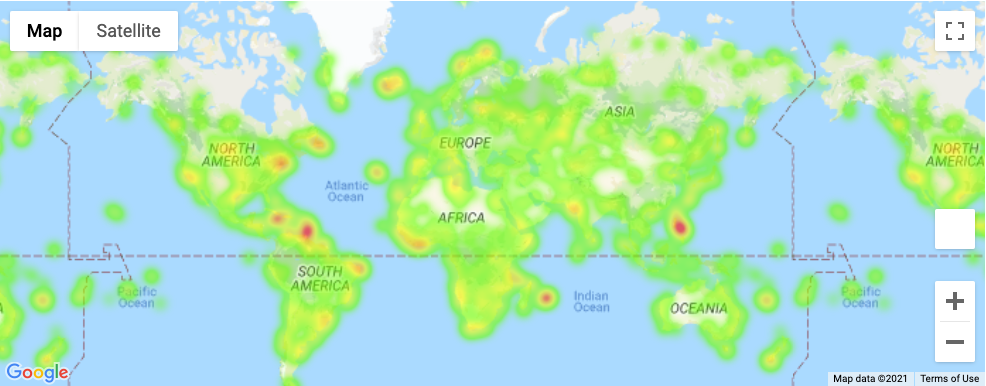 Map
Satellite
ASIA
NORTH
AMERICA
EUROPE
NORTH
AMERICA
Atlantic
Ocean
AFRICA
SOUTH
AMERICA
Pacific
Ocean
Indian
Ocean
OCEANIA
Pacific
Ocean
Google
Map data ©2021
Terms of Use